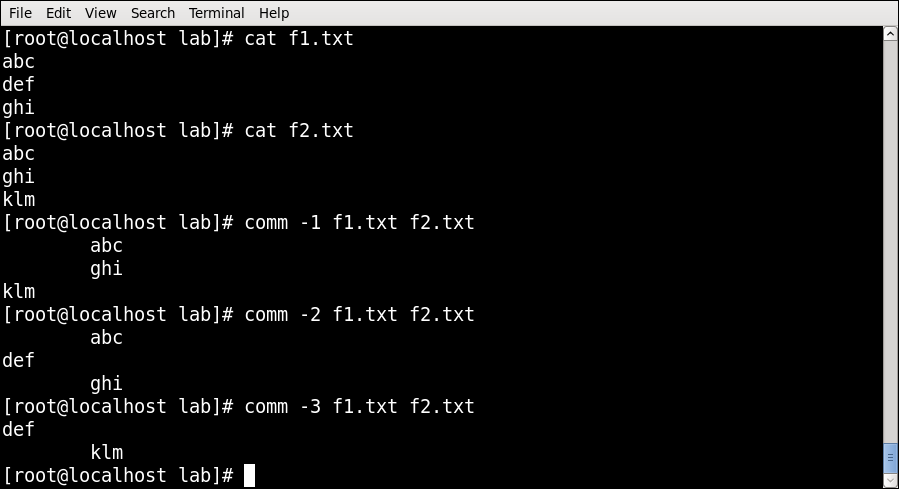 File Edit View Search Terminal Help
[root@localhost lab]# cat f1.txt
abc
def
ghi
[root@localhost lab]# cat f2.txt
abc
ghi
klm
[root@localhost lab]# comm -1 f1.txt f2.txt
        abc
        ghi
klm
[root@localhost lab]# comm -2 f1.txt f2.txt
        abc
def
        ghi
[root@localhost lab]# comm -3 f1.txt f2.txt
def
        klm
[root@localhost lab]#